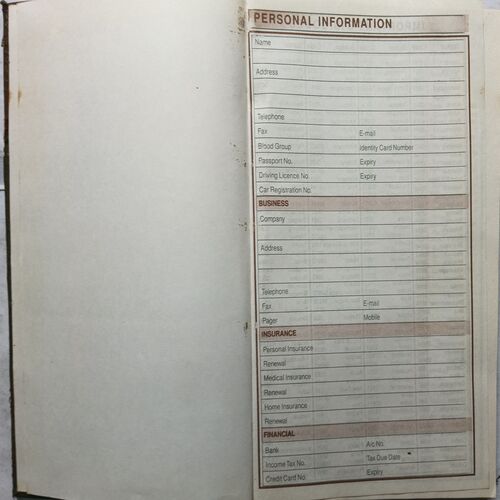 PERSONAL INFORMATION
Name
Address
Telephone
Fax E-mail
Blood Group Identity Card Number
Passport No. Expiry
Driving Licence No. Expiry
Car Registration No.
BUSINESS
Company
Address
Telephone
Fax E-mail
Pager Mobile
INSURANCE
Personal Insurance
Renewal
Medical Insurance
Renewal
Home Insurance
Renewal
FINANCIAL
Bank A/c No.
Income Tax No. Tax Due Date
Credit Card No. Expiry